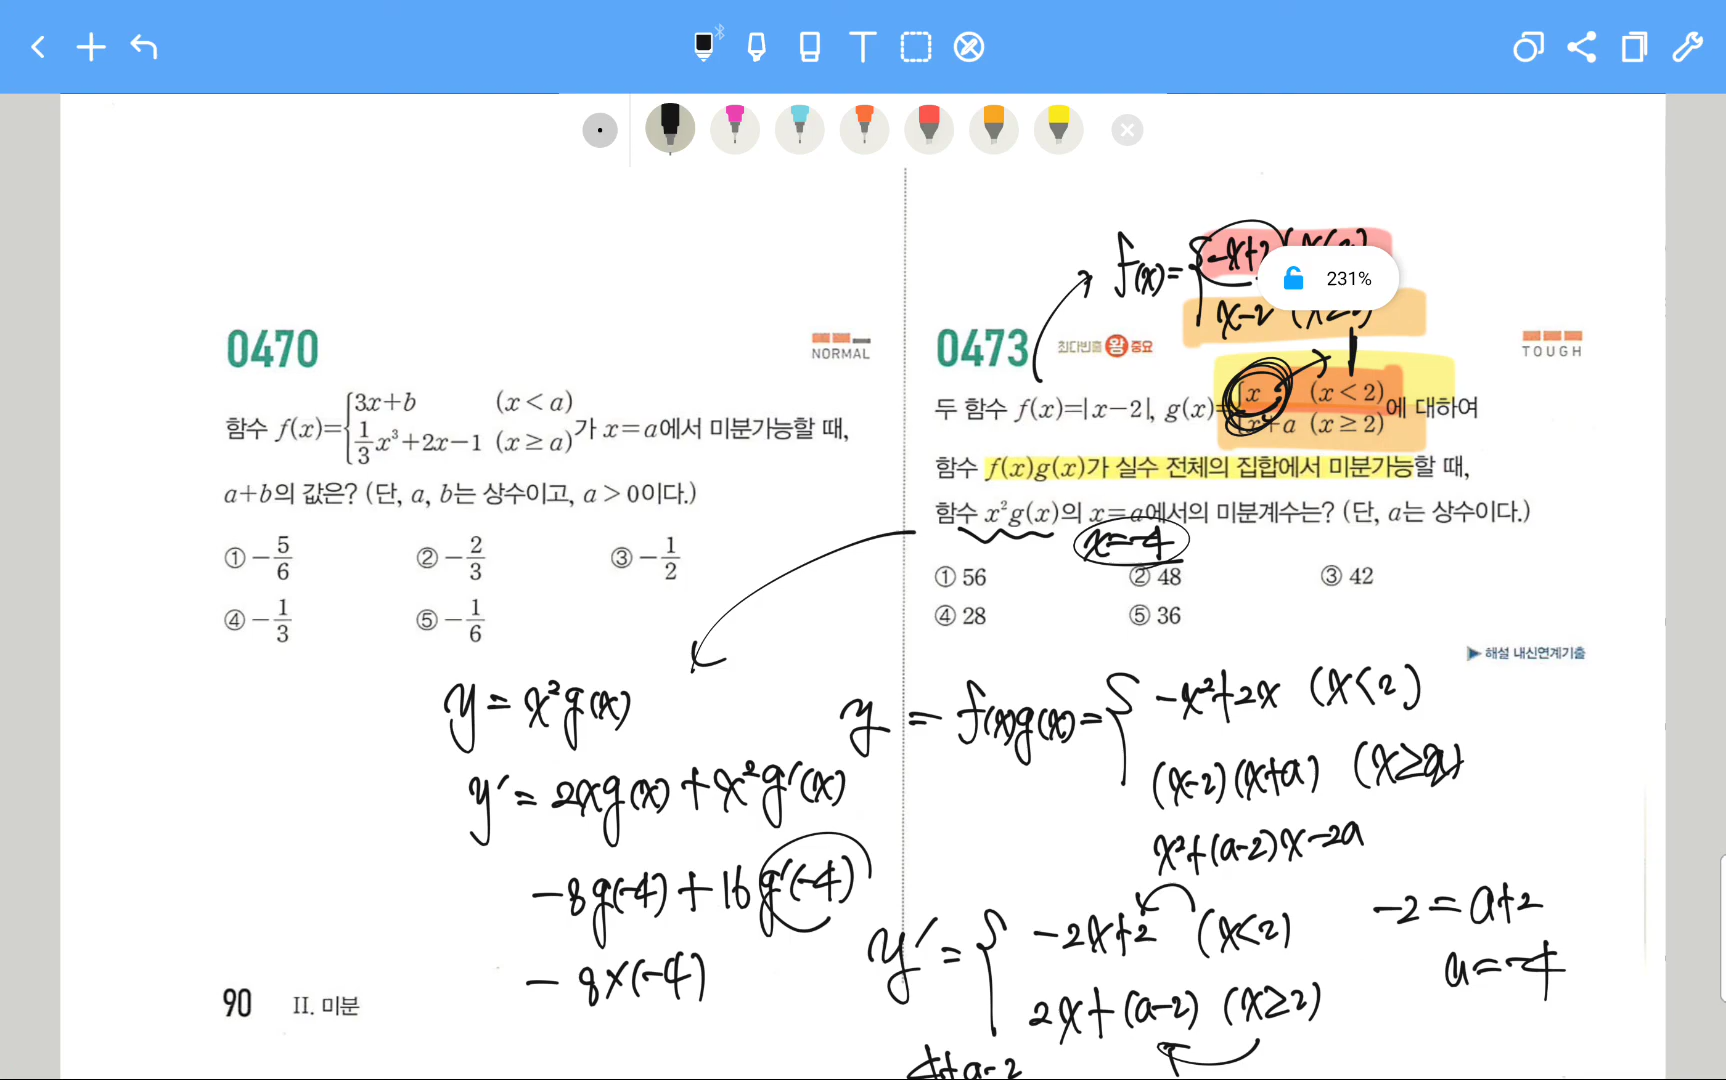 T
f(x)= { -x+2 (x<2)
x-2 (x≥2)
231%
0470
NORMAL
함수 f(x)= { 3x+b (x<a)
1/3 x³+2x-1 (x≥a) 가 x=a에서 미분가능할 때,
a+b의 값은? (단, a, b는 상수이고, a>0이다.)
① -5/6 ② -2/3 ③ -1/2
④ -1/3 ⑤ -1/6
y = x²g(x)
y' = 2xg(x) + x²g'(x)
-8g(-4) + 16g'(-4)
- 8×(-4)
90 II. 미분
0473 최다빈출 왕 중요
TOUGH
두 함수 f(x)=|x-2|, g(x)= { x (x<2)
x+a (x≥2) 에 대하여
함수 f(x)g(x)가 실수 전체의 집합에서 미분가능할 때,
함수 x²g(x)의 x=a에서의 미분계수는? (단, a는 상수이다.)
x=-4
① 56 ② 48 ③ 42
④ 28 ⑤ 36
▶ 해설 내신연계기출
y = f(x)g(x) = { -x²+2x (x<2)
(x-2)(x+a) (x≥2)
x²+(a-2)x-2a
y' = { -2x+2 (x<2)
2x+(a-2) (x≥2)
-2=a+2
a=-4
4+a-2